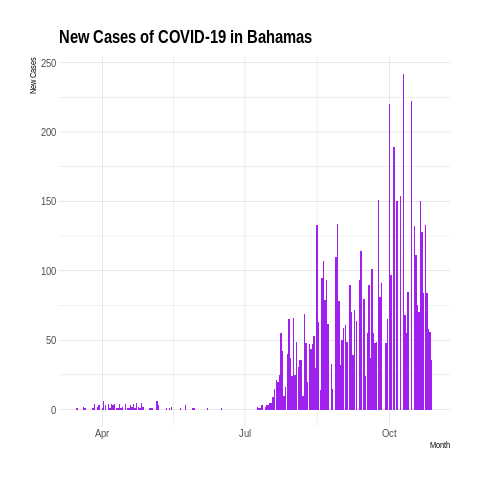 New Cases of COVID-19 in Bahamas
New Cases
250
200
150
100
50
0
Apr
Jul
Oct
Month